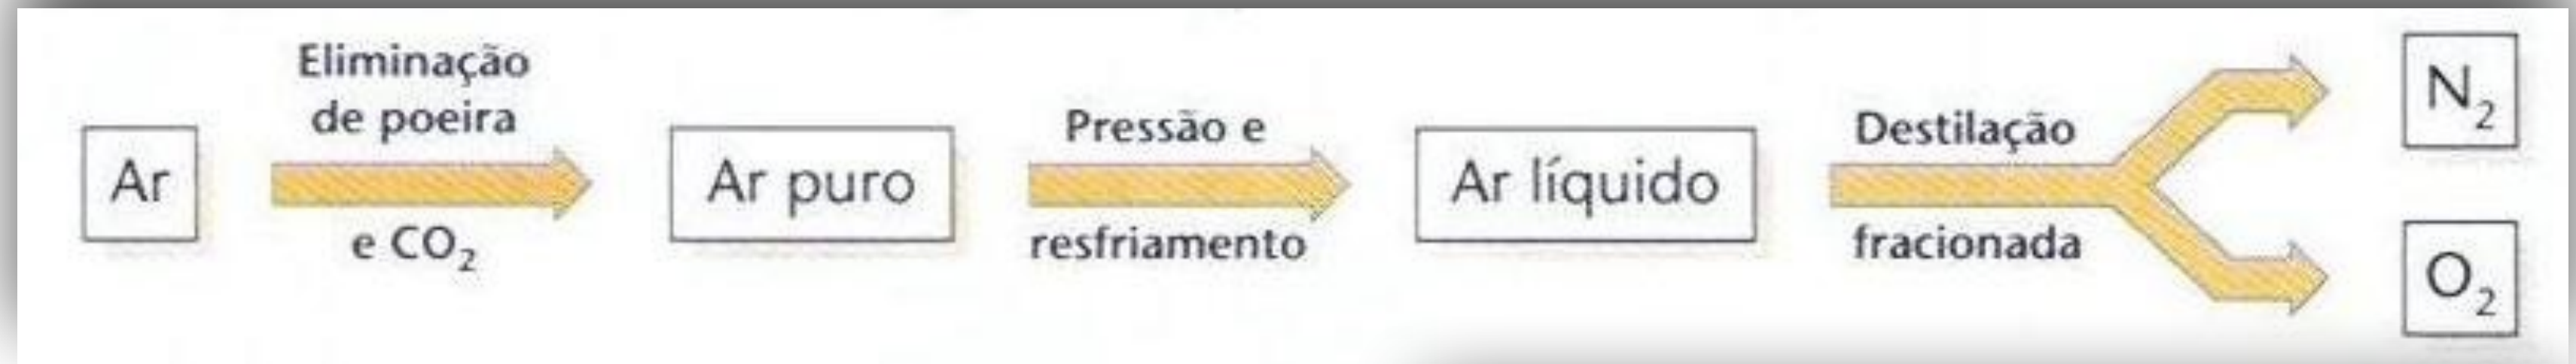 Ar
Eliminação
de poeira
e CO₂
Ar puro
Pressão e
resfriamento
Ar líquido
Destilação
fracionada
N₂
O₂